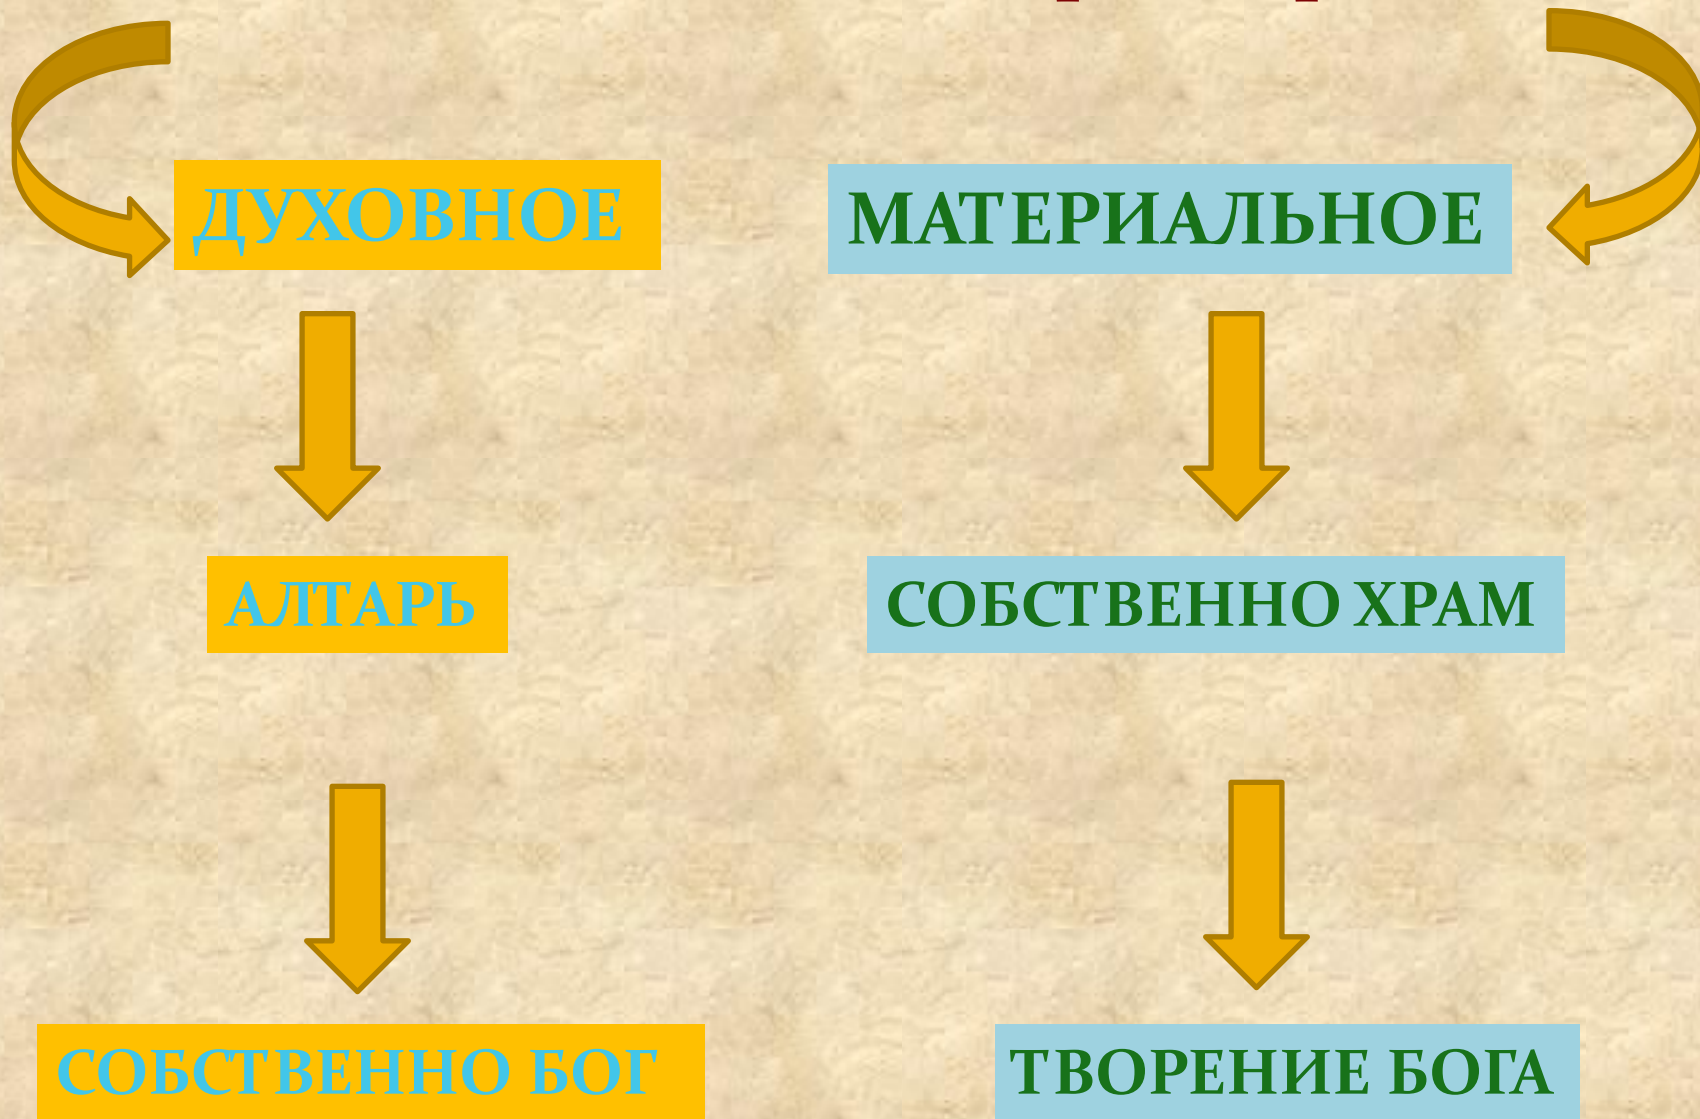 ДУХОВНОЕ
МАТЕРИАЛЬНОЕ
АЛТАРЬ
СОБСТВЕННО ХРАМ
СОБСТВЕННО БОГ
ТВОРЕНИЕ БОГА